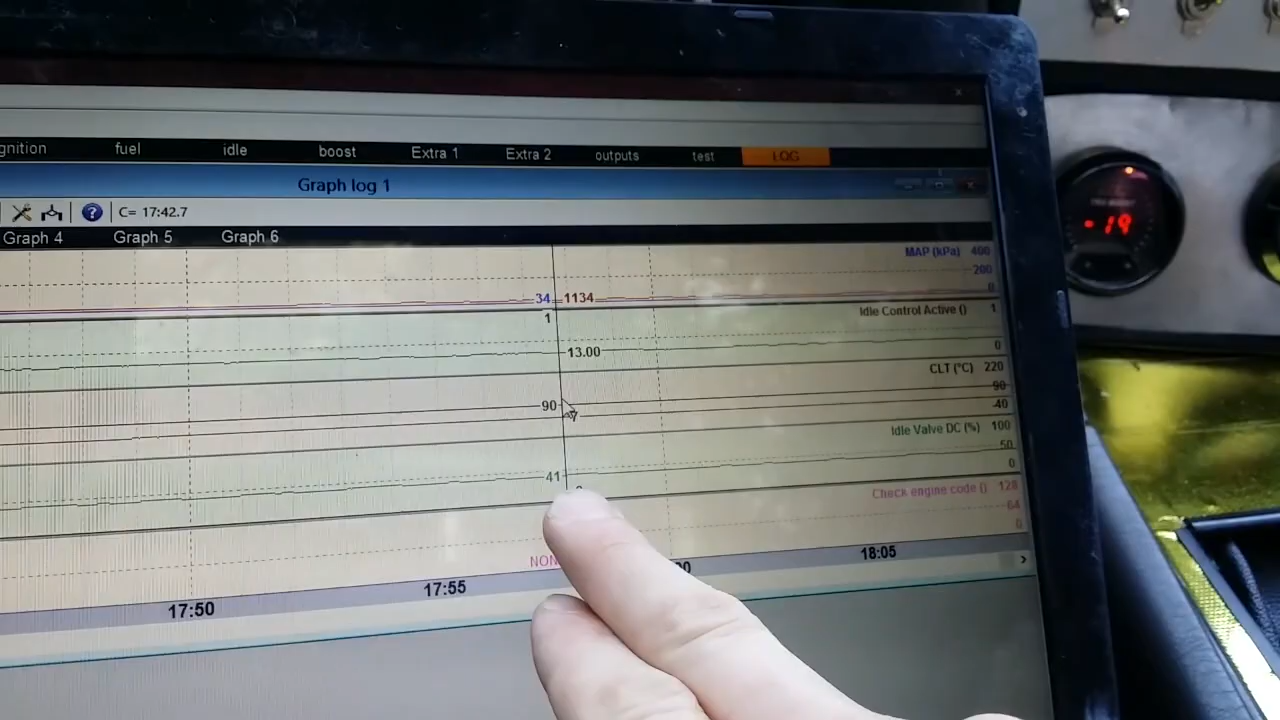 gnition fuel idle boost Extra 1 Extra 2 outputs test LOG
Graph log 1
C= 17:42.7
Graph 4 Graph 5 Graph 6
MAP (kPa) 400
200
0
34 1134
Idle Control Active () 1
1
13.00
0
CLT (°C) 220
90
90
-40
Idle Valve DC (%) 100
50
41
0
Check engine code () 128
64
0
NON
17:50 17:55 18:05
-19